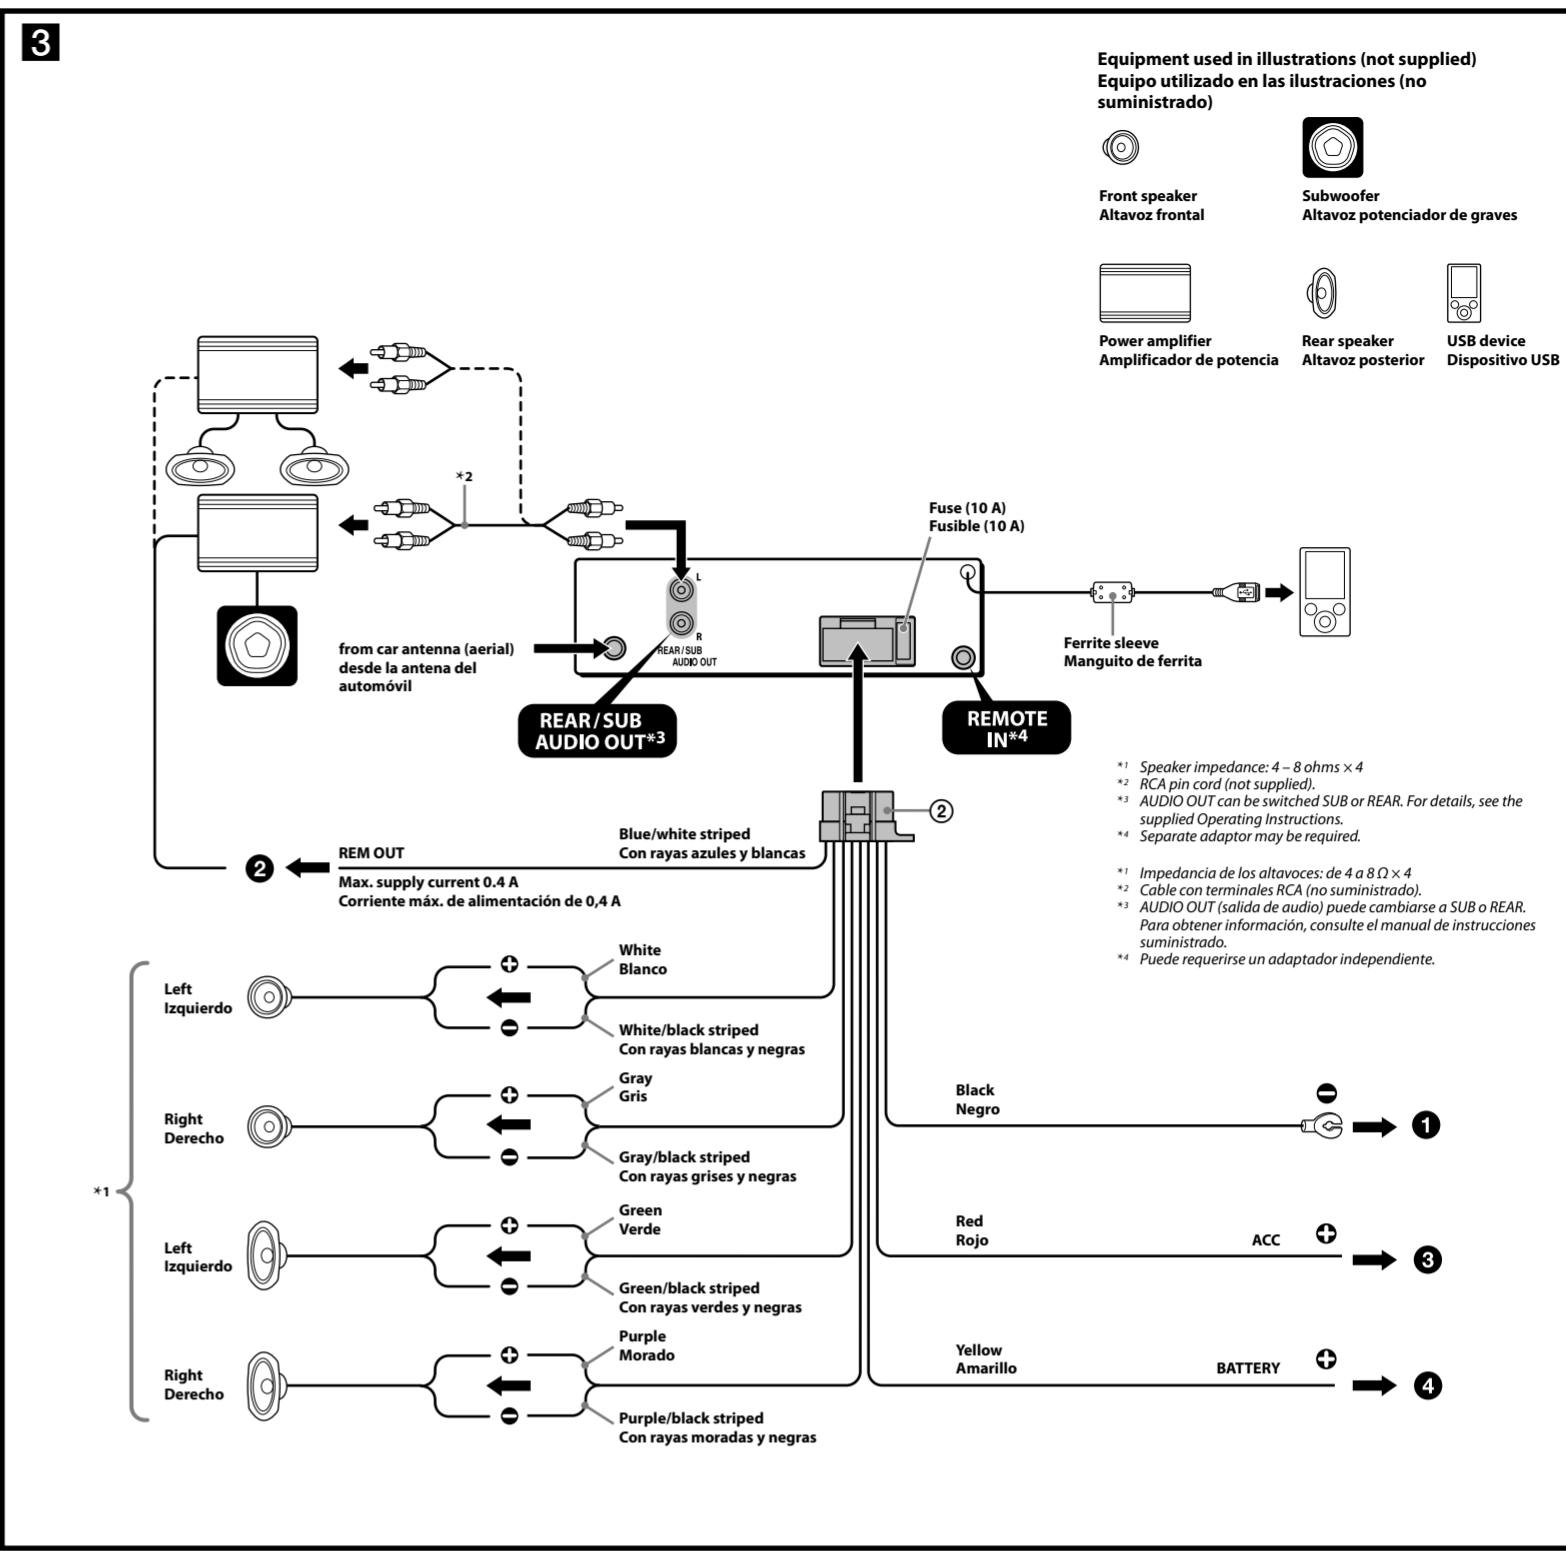 3
Equipment used in illustrations (not supplied)
Equipo utilizado en las ilustraciones (no
suministrado)
Front speaker
Altavoz frontal
Subwoofer
Altavoz potenciador de graves
Power amplifier
Amplificador de potencia
Rear speaker
Altavoz posterior
USB device
Dispositivo USB
*2
Fuse (10 A)
Fusible (10 A)
L
R
REAR/SUB
AUDIO OUT
from car antenna (aerial)
desde la antena del
automóvil
Ferrite sleeve
Manguito de ferrita
REAR/SUB
AUDIO OUT*3
REMOTE
IN*4
*1 Speaker impedance: 4 – 8 ohms × 4
*2 RCA pin cord (not supplied).
*3 AUDIO OUT can be switched SUB or REAR. For details, see the
supplied Operating Instructions.
*4 Separate adaptor may be required.
*1 Impedancia de los altavoces: de 4 a 8 Ω × 4
*2 Cable con terminales RCA (no suministrado).
*3 AUDIO OUT (salida de audio) puede cambiarse a SUB o REAR.
Para obtener información, consulte el manual de instrucciones
suministrado.
*4 Puede requerirse un adaptador independiente.
2
Blue/white striped
Con rayas azules y blancas
2
REM OUT
Max. supply current 0.4 A
Corriente máx. de alimentación de 0,4 A
*1
Left
Izquierdo
+
−
White
Blanco
White/black striped
Con rayas blancas y negras
Right
Derecho
+
−
Gray
Gris
Gray/black striped
Con rayas grises y negras
Left
Izquierdo
+
−
Green
Verde
Green/black striped
Con rayas verdes y negras
Right
Derecho
+
−
Purple
Morado
Purple/black striped
Con rayas moradas y negras
Black
Negro
−
1
Red
Rojo
ACC
+
3
Yellow
Amarillo
BATTERY
+
4